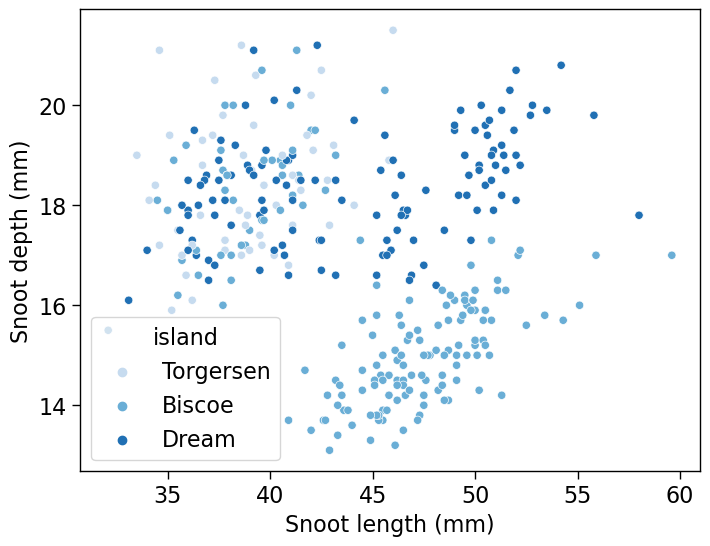 Snoot depth (mm)
20
18
16
14
island
Torgersen
Biscoe
Dream
35
40
45
50
55
60
Snoot length (mm)